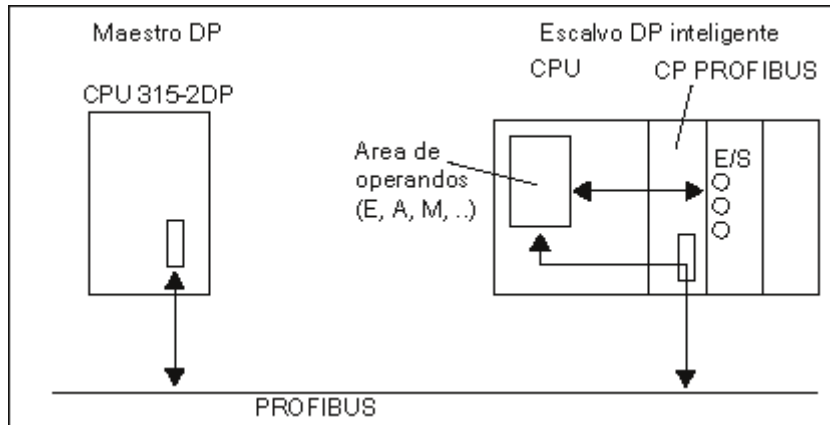 Maestro DP
Escalvo DP inteligente
CPU
CP PROFIBUS
CPU 315-2DP
Area de
operandos
(E, A, M, ..)
E/S
PROFIBUS